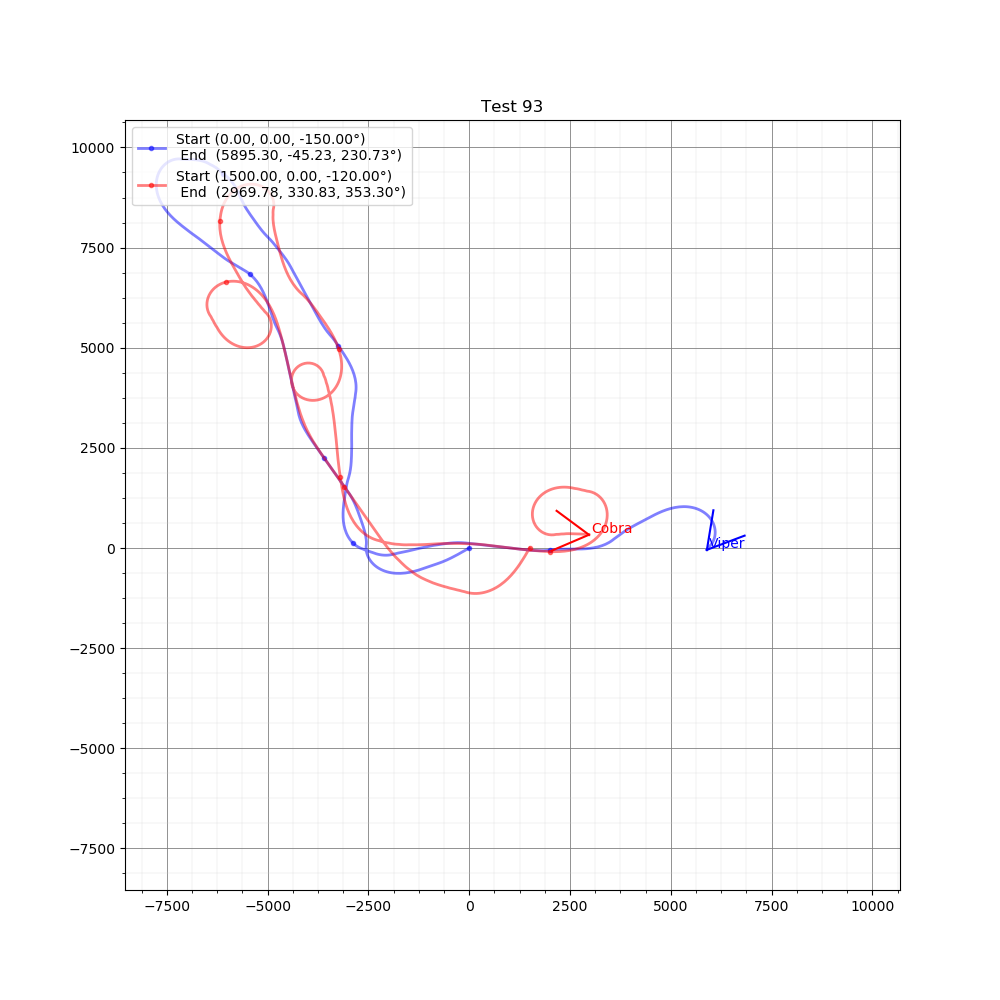 Test 93
Start (0.00, 0.00, -150.00°)
End  (5895.30, -45.23, 230.73°)
Start (1500.00, 0.00, -120.00°)
End  (2969.78, 330.83, 353.30°)
10000
7500
5000
2500
0
−2500
−5000
−7500
Cobra
Viper
−7500
−5000
−2500
0
2500
5000
7500
10000